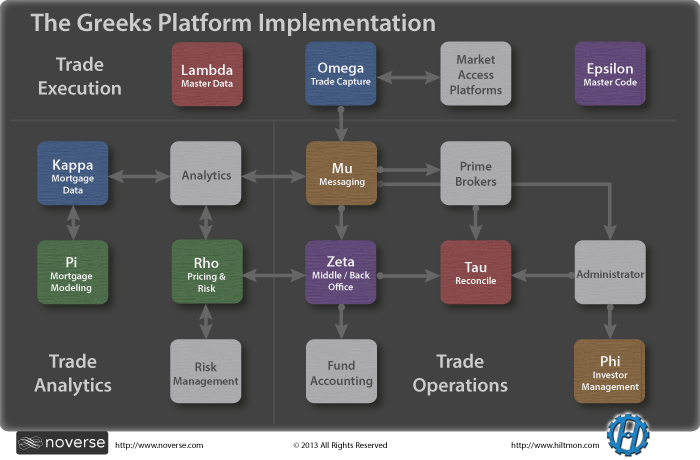 The Greeks Platform Implementation
Trade
Execution
Lambda
Master Data
Omega
Trade Capture
Market
Access
Platforms
Epsilon
Master Code
Kappa
Mortgage
Data
Analytics
Mu
Messaging
Prime
Brokers
Pi
Mortgage
Modeling
Rho
Pricing &
Risk
Zeta
Middle / Back
Office
Tau
Reconcile
Administrator
Trade
Analytics
Risk
Management
Fund
Accounting
Trade
Operations
Phi
Investor
Management
noverse
http://www.noverse.com
© 2013 All Rights Reserved
http://www.hiltmon.com